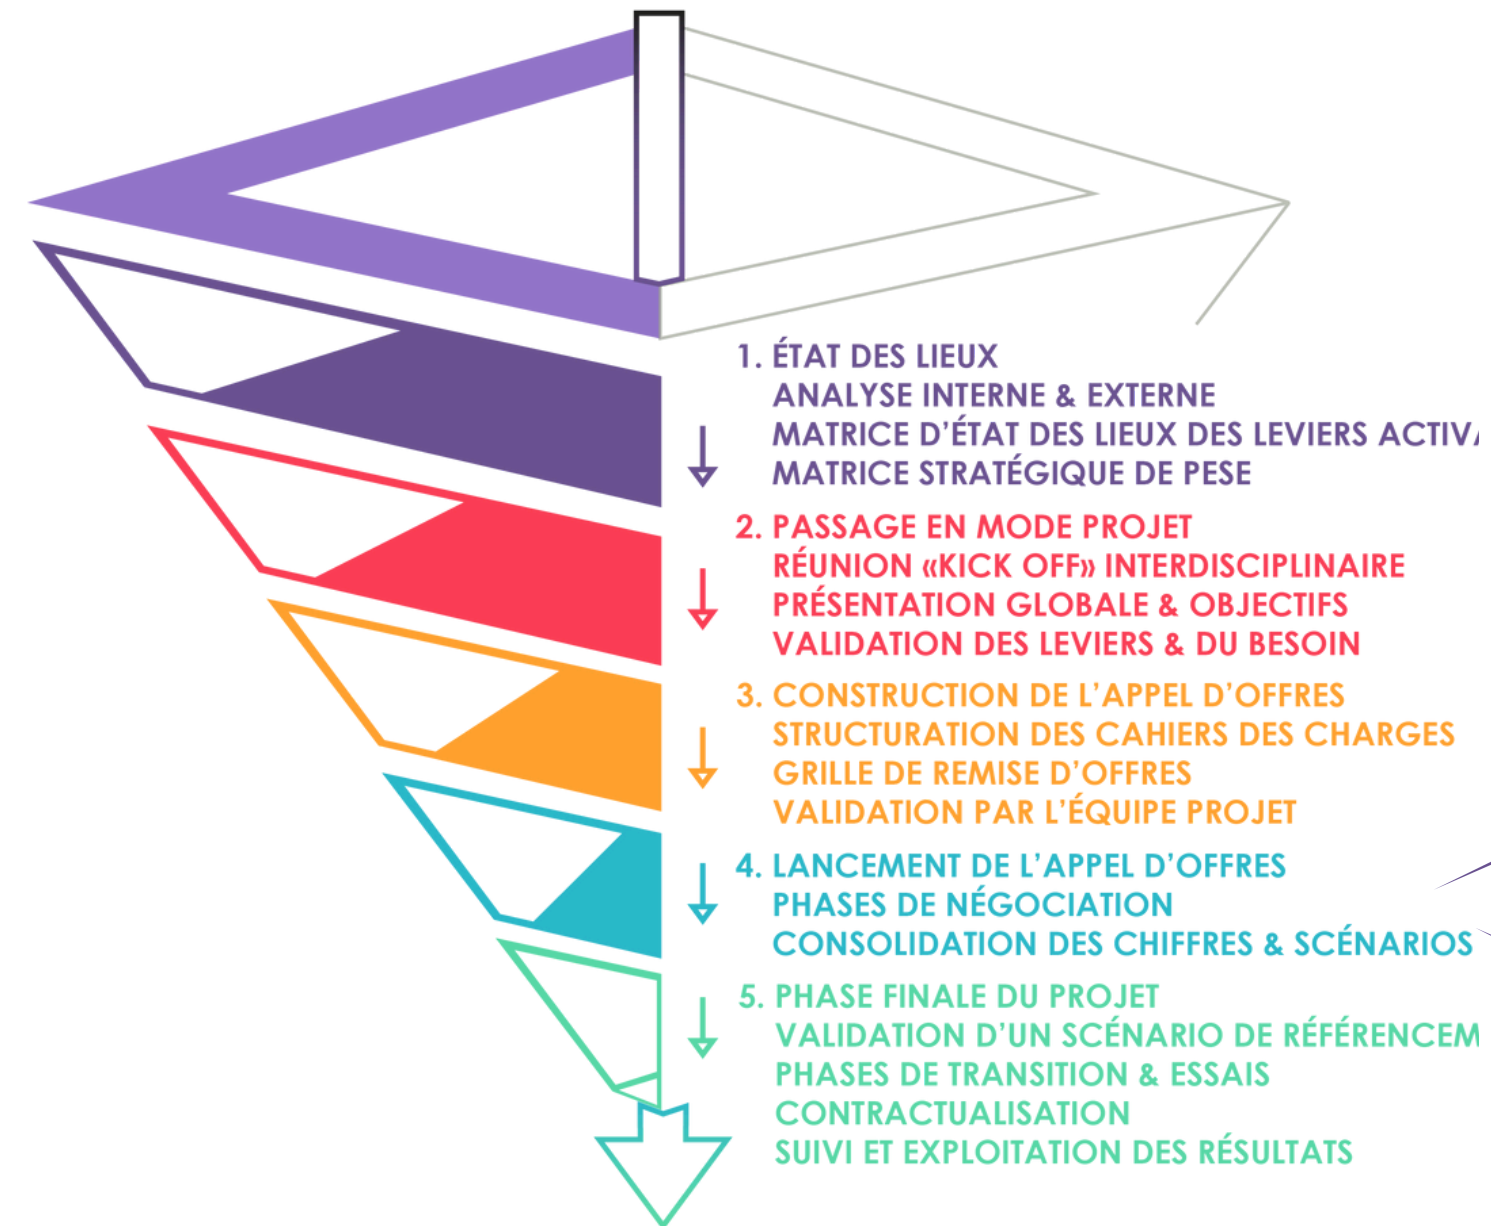 1. ÉTAT DES LIEUX
ANALYSE INTERNE & EXTERNE
MATRICE D’ÉTAT DES LIEUX DES LEVIERS
MATRICE STRATÉGIQUE DE PESE
2. PASSAGE EN MODE PROJET
RÉUNION «KICK OFF» INTERDISCIPLINAIRE
PRÉSENTATION GLOBALE & OBJECTIFS
VALIDATION DES LEVIERS & DU BESOIN
3. CONSTRUCTION DE L’APPEL D’OFFRES
STRUCTURATION DES CAHIERS DES CHARGES
GRILLE DE REMISE D’OFFRES
VALIDATION PAR L’ÉQUIPE PROJET
4. LANCEMENT DE L’APPEL D’OFFRES
PHASES DE NÉGOCIATION
CONSOLIDATION DES CHIFFRES & SCÉNARIOS
5. PHASE FINALE DU PROJET
VALIDATION D’UN SCÉNARIO DE RÉFÉRENCEM
PHASES DE TRANSITION & ESSAIS
CONTRACTUALISATION
SUIVI ET EXPLOITATION DES RÉSULTATS